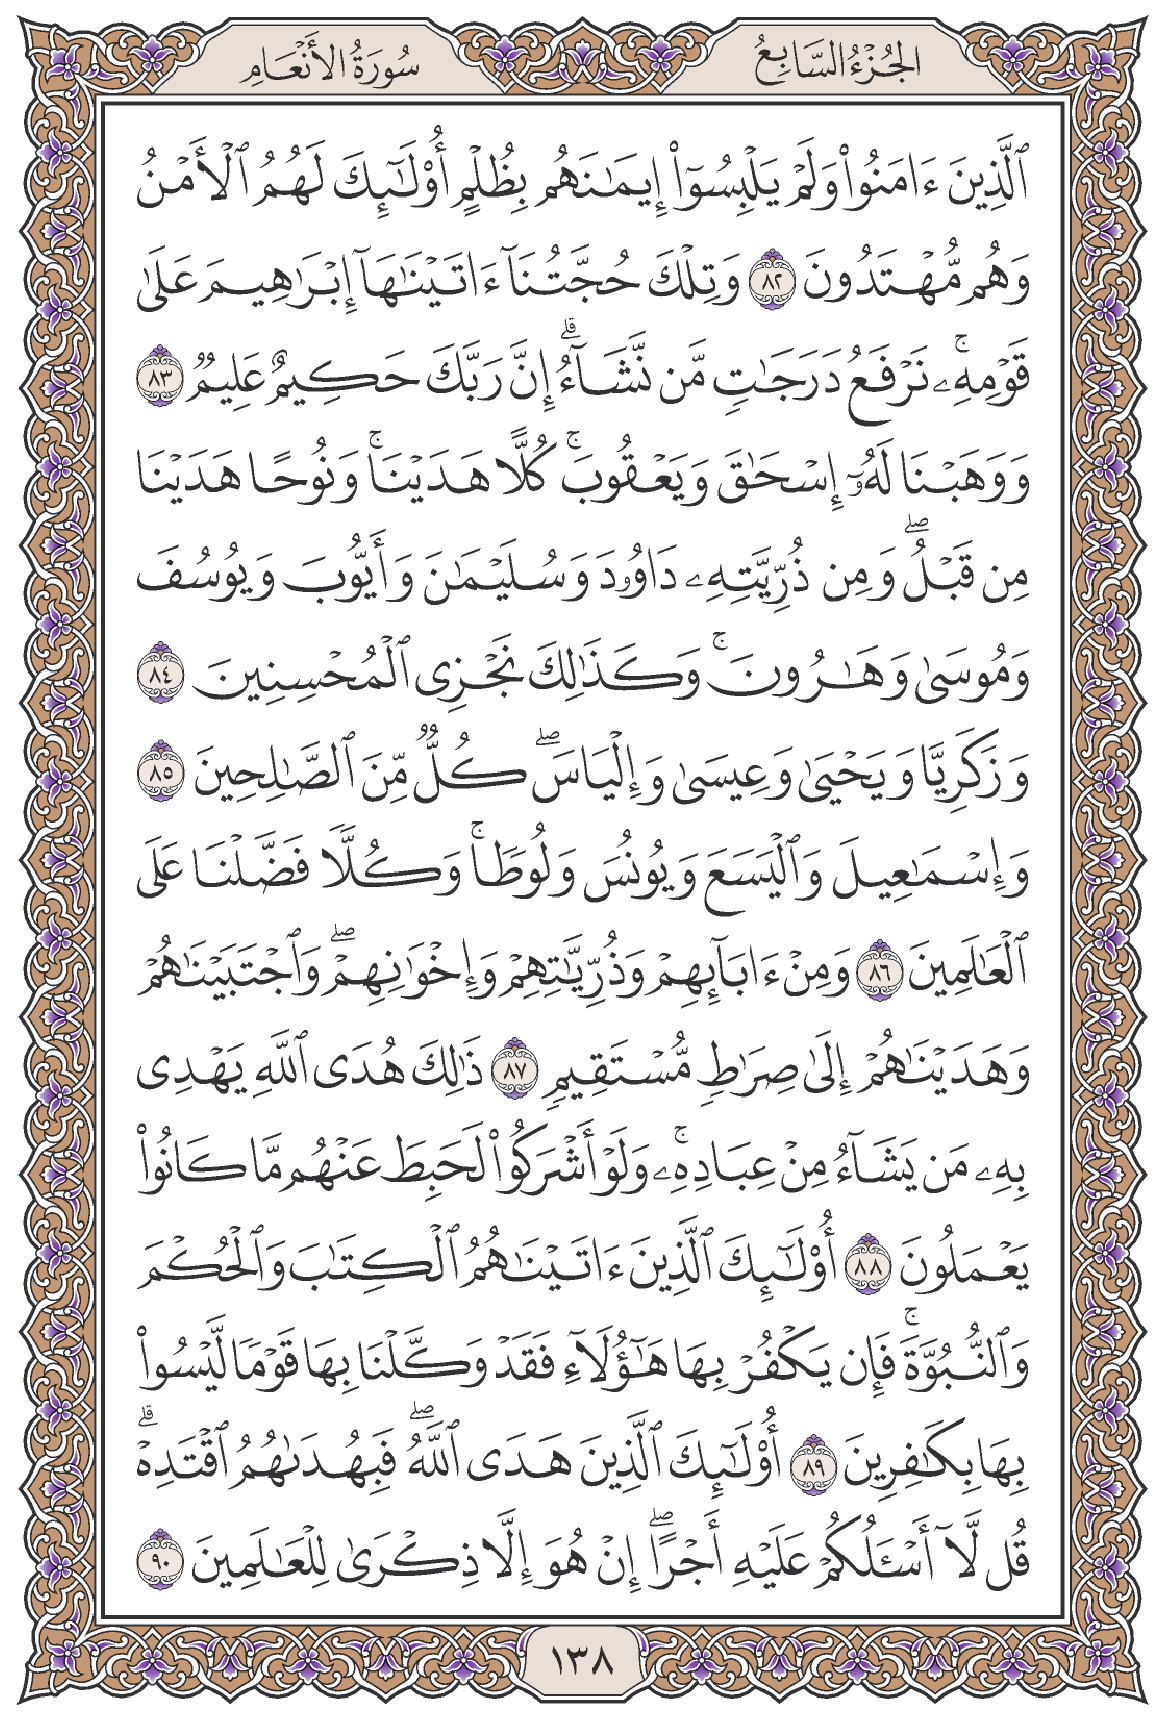 الجُزْءُ السَّابِعُ
سُورَةُ الأَنْعَامِ
ٱلَّذِينَ ءَامَنُوا۟ وَلَمْ يَلْبِسُوٓا۟ إِيمَـٰنَهُم بِظُلْمٍ أُو۟لَـٰٓئِكَ لَهُمُ ٱلْأَمْنُ
وَهُم مُّهْتَدُونَ ٨٢ وَتِلْكَ حُجَّتُنَآ ءَاتَيْنَـٰهَآ إِبْرَٰهِيمَ عَلَىٰ
قَوْمِهِۦ ۚ نَرْفَعُ دَرَجَـٰتٍ مَّن نَّشَآءُ ۗ إِنَّ رَبَّكَ حَكِيمٌ عَلِيمٌ ٨٣
وَوَهَبْنَا لَهُۥٓ إِسْحَـٰقَ وَيَعْقُوبَ ۚ كُلًّا هَدَيْنَا ۚ وَنُوحًا هَدَيْنَا
مِن قَبْلُ ۖ وَمِن ذُرِّيَّتِهِۦ دَاوُۥدَ وَسُلَيْمَـٰنَ وَأَيُّوبَ وَيُوسُفَ
وَمُوسَىٰ وَهَـٰرُونَ ۚ وَكَذَٰلِكَ نَجْزِى ٱلْمُحْسِنِينَ ٨٤
وَزَكَرِيَّا وَيَحْيَىٰ وَعِيسَىٰ وَإِلْيَاسَ ۖ كُلٌّ مِّنَ ٱلصَّـٰلِحِينَ ٨٥
وَإِسْمَـٰعِيلَ وَٱلْيَسَعَ وَيُونُسَ وَلُوطًا ۚ وَكُلًّا فَضَّلْنَا عَلَى
ٱلْعَـٰلَمِينَ ٨٦ وَمِنْ ءَابَآئِهِمْ وَذُرِّيَّـٰتِهِمْ وَإِخْوَٰنِهِمْ ۖ وَٱجْتَبَيْنَـٰهُمْ
وَهَدَيْنَـٰهُمْ إِلَىٰ صِرَٰطٍ مُّسْتَقِيمٍ ٨٧ ذَٰلِكَ هُدَى ٱللَّهِ يَهْدِى
بِهِۦ مَن يَشَآءُ مِنْ عِبَادِهِۦ ۚ وَلَوْ أَشْرَكُوا۟ لَحَبِطَ عَنْهُم مَّا كَانُوا۟
يَعْمَلُونَ ٨٨ أُو۟لَـٰٓئِكَ ٱلَّذِينَ ءَاتَيْنَـٰهُمُ ٱلْكِتَـٰبَ وَٱلْحُكْمَ
وَٱلنُّبُوَّةَ ۚ فَإِن يَكْفُرْ بِهَا هَـٰٓؤُلَآءِ فَقَدْ وَكَّلْنَا بِهَا قَوْمًا لَّيْسُوا۟
بِهَا بِكَـٰفِرِينَ ٨٩ أُو۟لَـٰٓئِكَ ٱلَّذِينَ هَدَى ٱللَّهُ ۖ فَبِهُدَىٰهُمُ ٱقْتَدِهْ ۗ
قُل لَّآ أَسْـَٔلُكُمْ عَلَيْهِ أَجْرًا ۖ إِنْ هُوَ إِلَّا ذِكْرَىٰ لِلْعَـٰلَمِينَ ٩٠
١٣٨